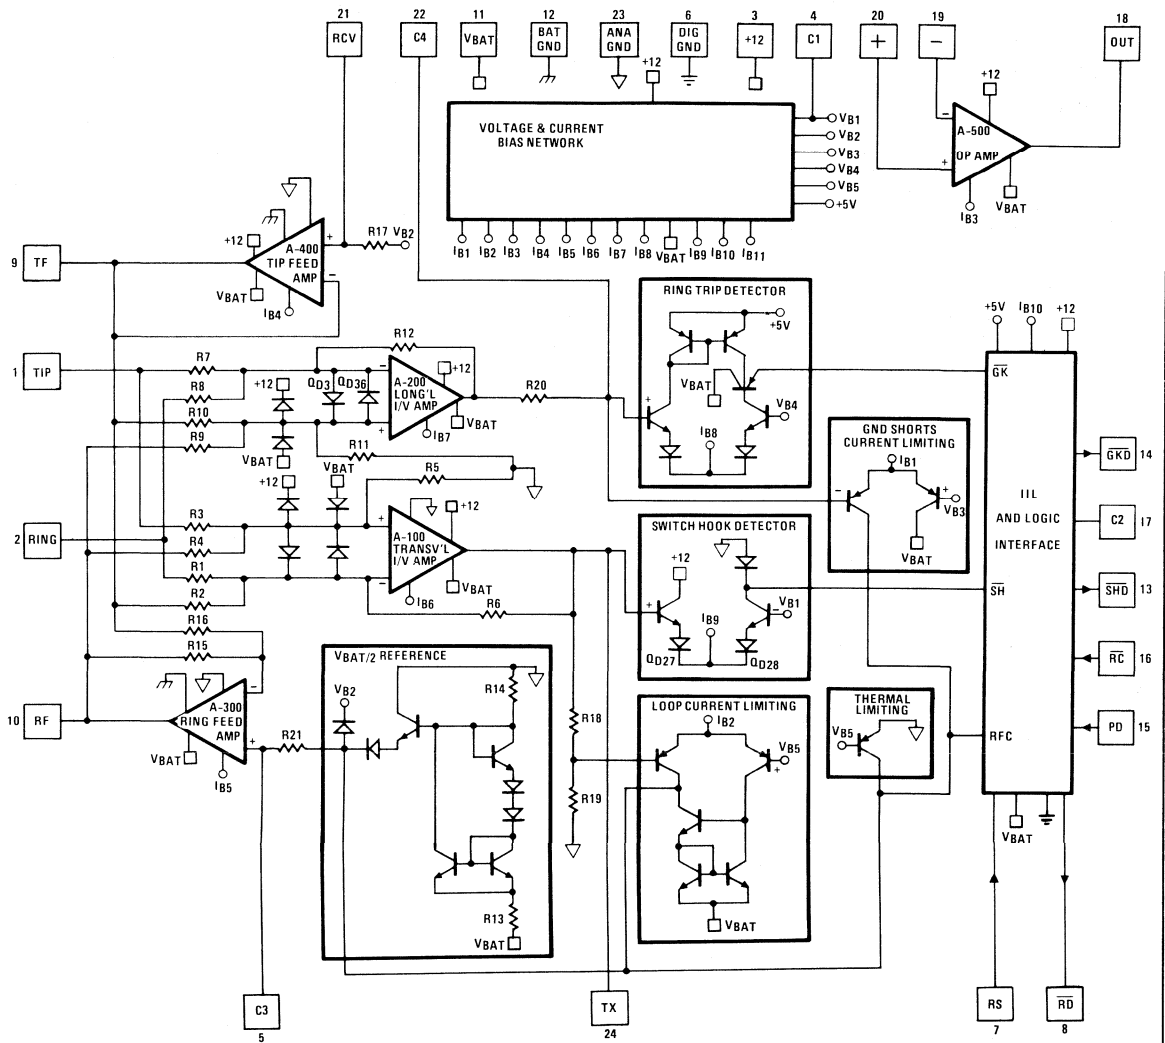 21 22 11 12 23 6 3 4 20 19 18
RCV C4 VBAT BAT GND ANA GND DIG GND +12 C1 + − OUT
+12
VOLTAGE & CURRENT
BIAS NETWORK
VB1
VB2
VB3
VB4
VB5
+5V
IB1 IB2 IB3 IB4 IB5 IB6 IB7 IB8 VBAT IB9 IB10 IB11
+12
−
A-500
OP AMP
+
IB3
VBAT
R17 VB2
+12
+
A-400
TIP FEED
AMP
−
VBAT
IB4
9 TF
1 TIP
2 RING
10 RF
R12
R7
R8
R10
R9
+12
QD3 QD36
VBAT
−
A-200
LONG'L
I/V AMP
+
+12
VBAT
IB7
R20
R11
R5
+12
VBAT
R3
R4
R1
R2
R16
R15
+
A-100
TRANSV'L
I/V AMP
−
+12
VBAT
IB6
R6
RING TRIP DETECTOR
+5V
VBAT
+
VB4
IB8
GND SHORTS
CURRENT LIMITING
IB1
−
+
VB3
VBAT
SWITCH HOOK DETECTOR
+12
+
VB1
−
IB9
QD27
QD28
+5V IB10 +12
GK
IIL
AND LOGIC
INTERFACE
SH
RFC
VBAT
GKD 14
C2 17
SHD 13
RC 16
PD 15
−
A-300
RING FEED
AMP
+
VBAT
IB5
R21
VBAT/2 REFERENCE
VB2
R14
R13
VBAT
R18
R19
LOOP CURRENT LIMITING
IB2
VB5
+
VBAT
THERMAL
LIMITING
VB5
C3
5
TX
24
RS
7
RD
8